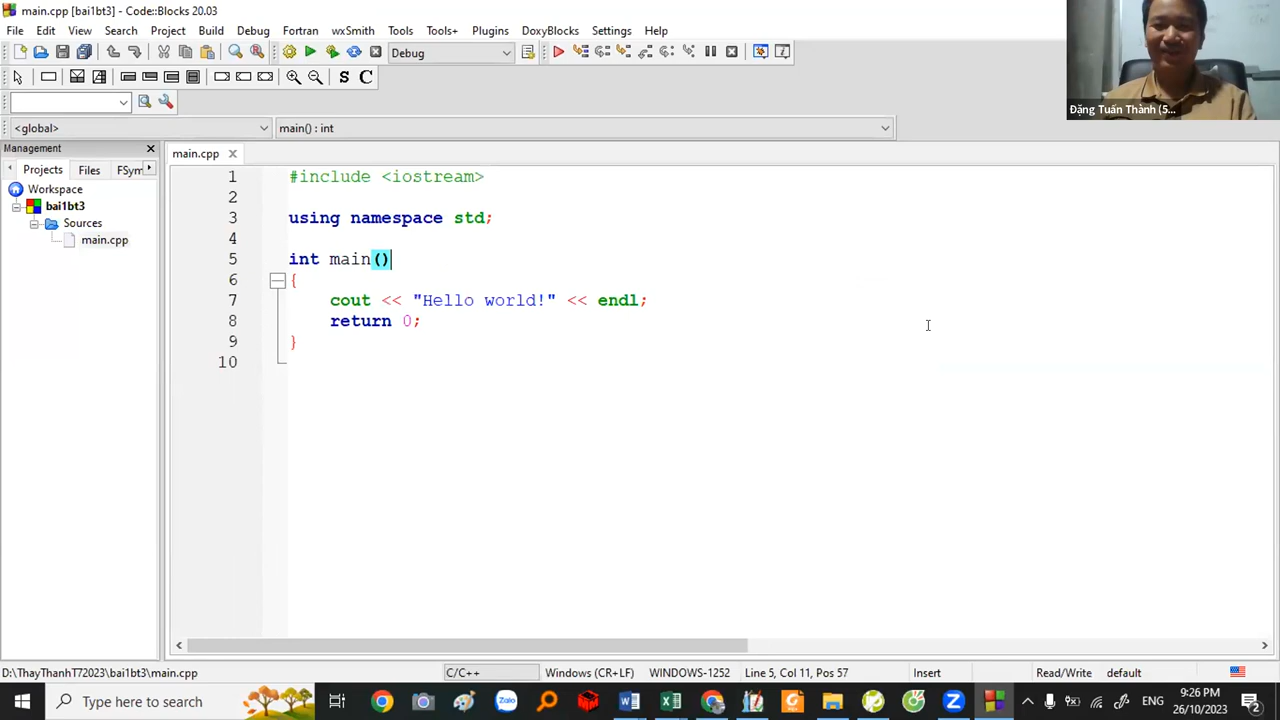 main.cpp [bai1bt3] - Code::Blocks 20.03
File Edit View Search Project Build Debug Fortran wxSmith Tools Tools+ Plugins DoxyBlocks Settings Help
Debug
S C
<global> main() : int
Đặng Tuấn Thành (5...
Management
main.cpp
Projects Files FSym
Workspace
bai1bt3
Sources
main.cpp
1 #include <iostream>
2
3 using namespace std;
4
5 int main()
6 {
7 cout << "Hello world!" << endl;
8 return 0;
9 }
10
D:\ThayThanhT72023\bai1bt3\main.cpp C/C++ Windows (CR+LF) WINDOWS-1252 Line 5, Col 11, Pos 57 Insert Read/Write default
Type here to search
Zalo
ENG
9:26 PM
26/10/2023
2